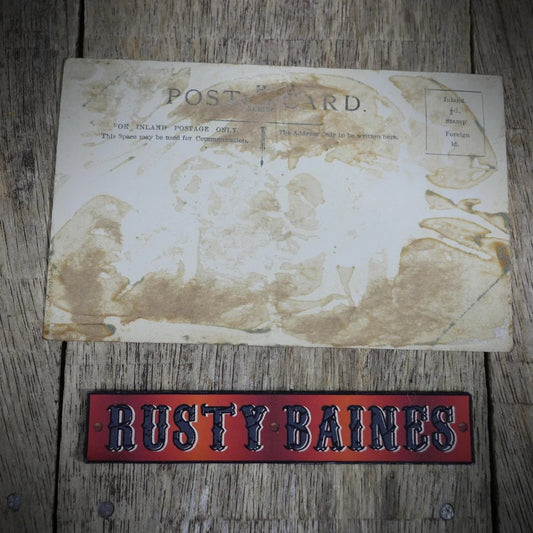 POST CARD.
FOR INLAND POSTAGE ONLY.
This Space may be used for Communication.
The Address Only to be written here.
Inland
½d.
Stamp
Foreign
1d.
RUSTY BAINES